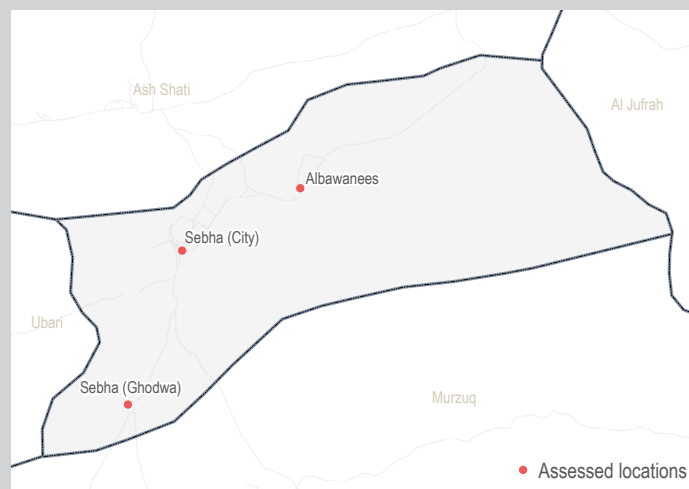 Ash Shati
Al Jufrah
Albawanees
Sebha (City)
Ubari
Sebha (Ghodwa)
Murzuq
Assessed locations